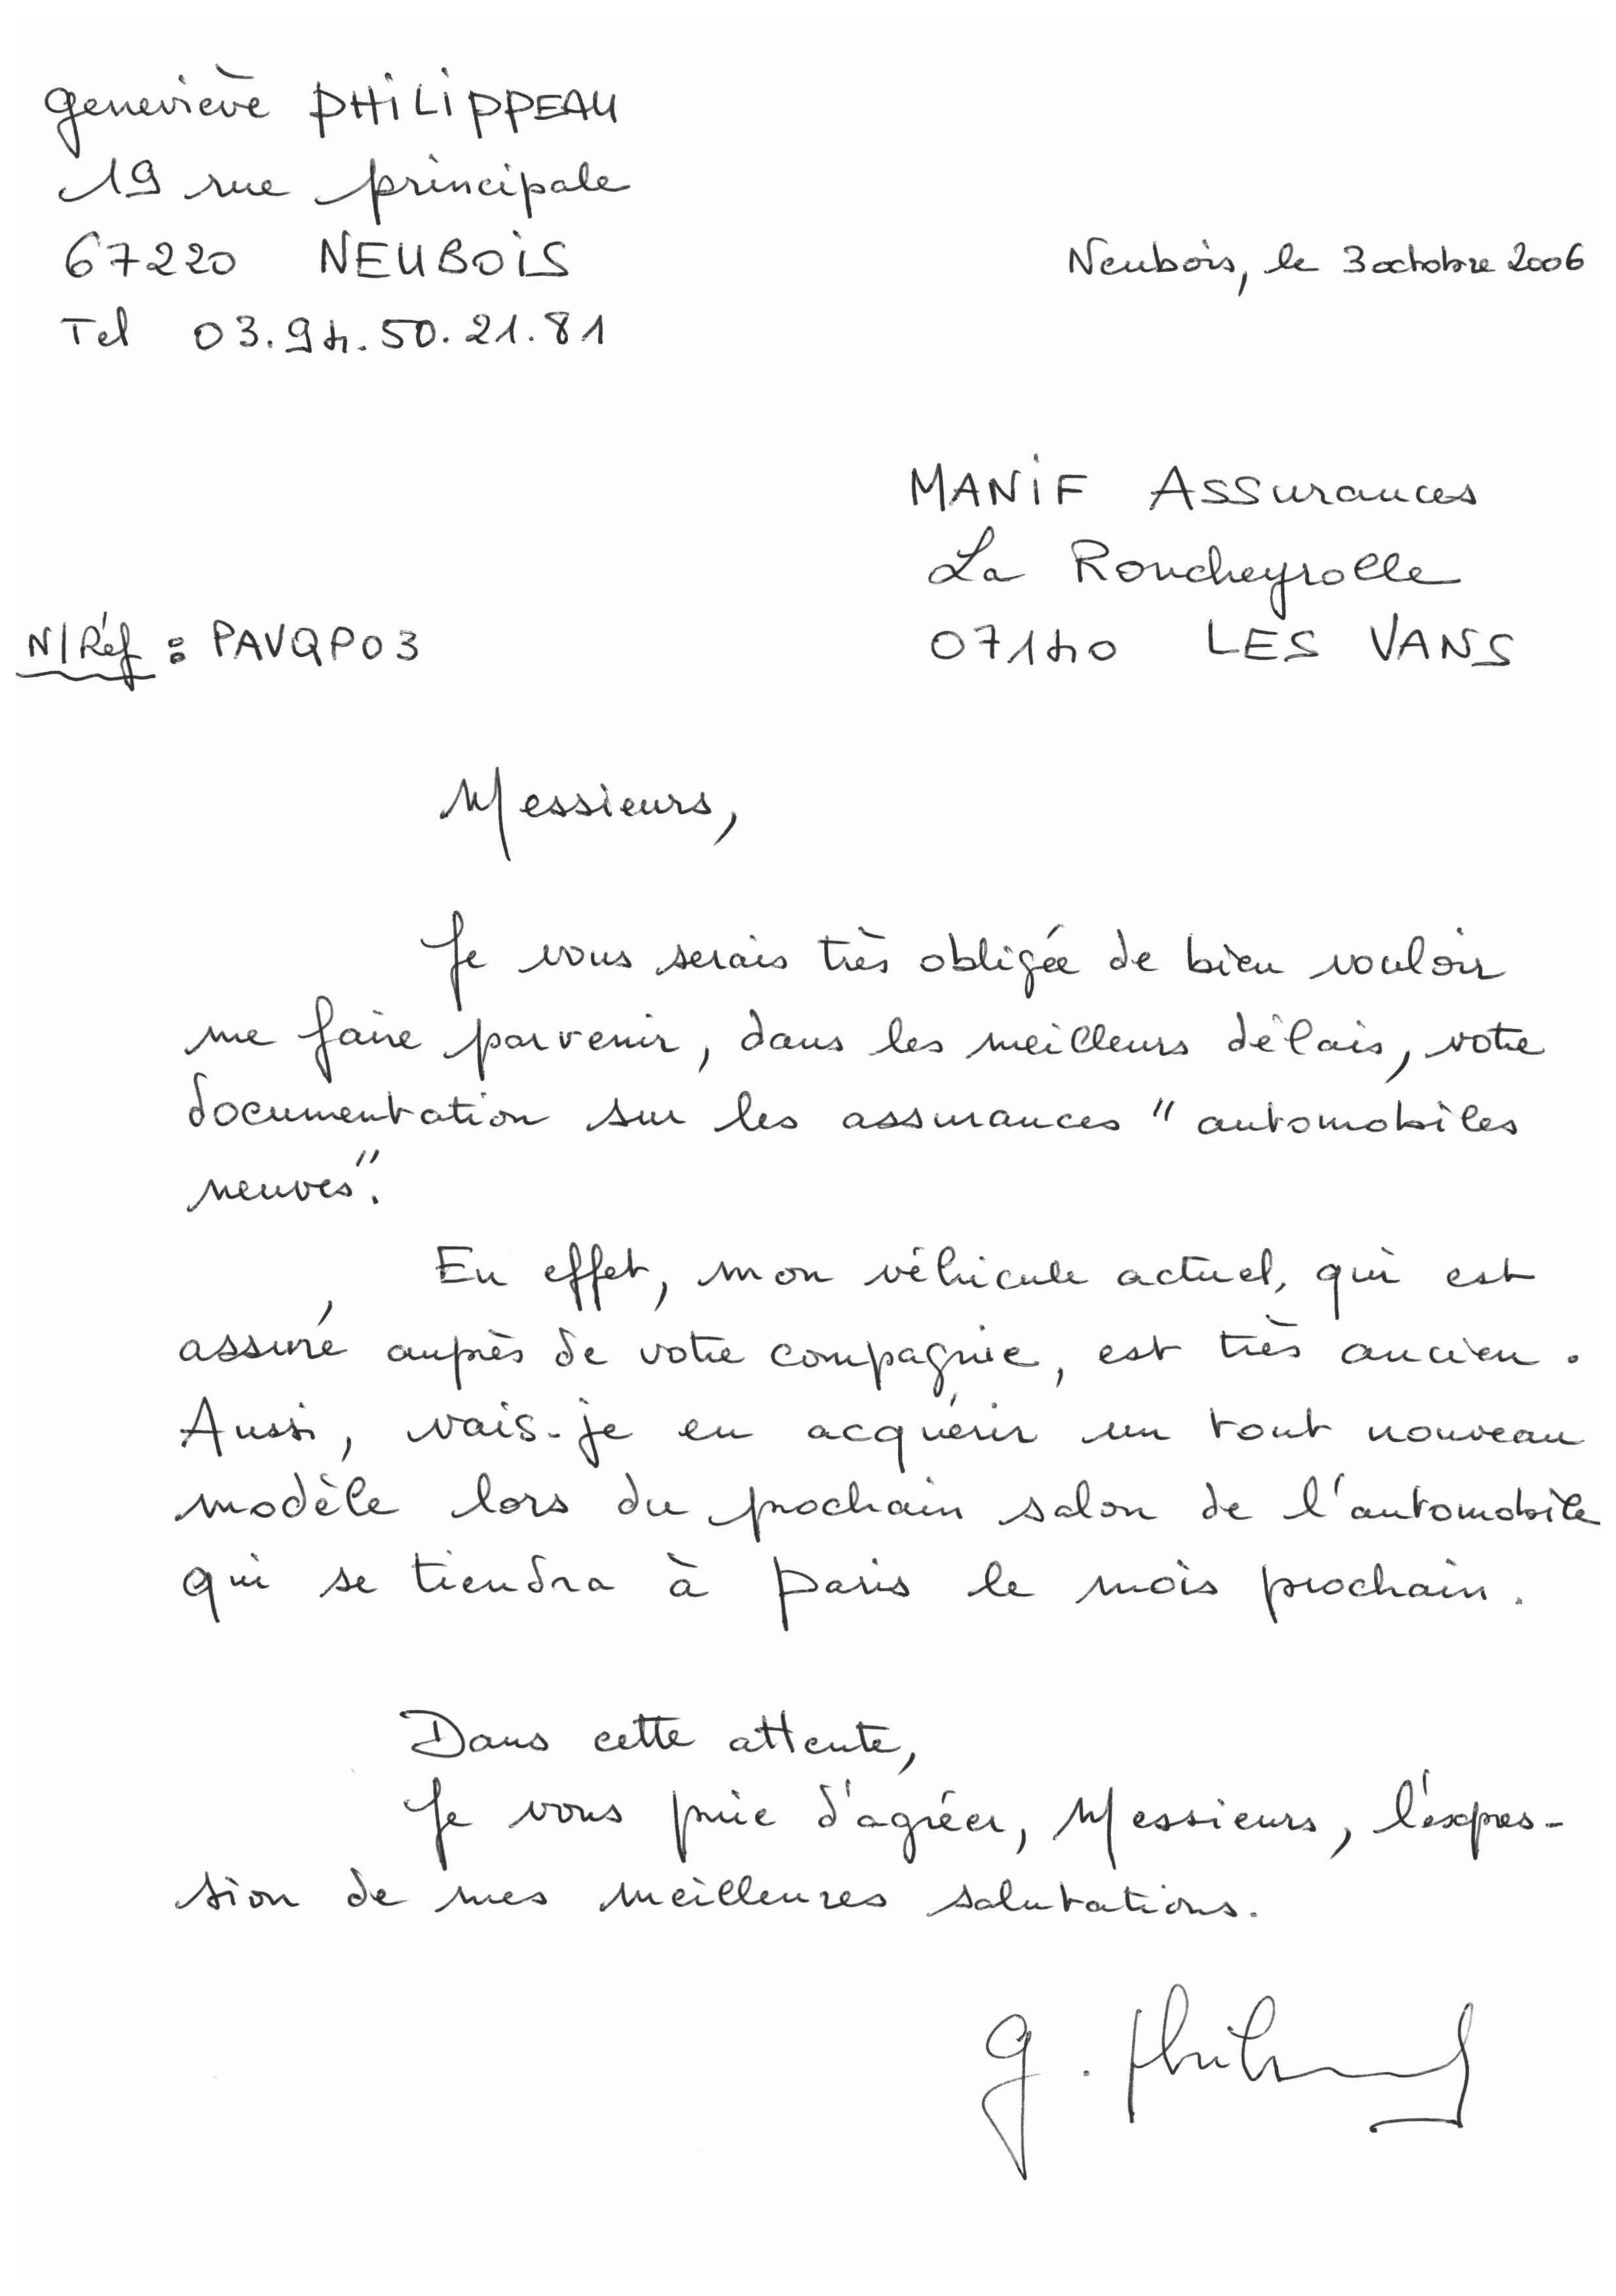 Geneviève PHILIPPEAU
19 rue principale
67220 NEUBOIS
Neubois, le 3 octobre 2006
Tel 03.94.50.21.81
MANIF Assurances
La Roucheyrolle
07140 LES VANS
N/Réf : PAVQP03
Messieurs,
Je vous serais très obligée de bien vouloir
me faire parvenir, dans les meilleurs délais, votre
documentation sur les assurances "automobiles
neuves".
En effet, mon véhicule actuel, qui est
assuré auprès de votre compagnie, est très ancien.
Aussi, vais-je en acquérir un tout nouveau
modèle lors du prochain salon de l'automobile
qui se tiendra à Paris le mois prochain.
Dans cette attente,
Je vous prie d'agréer, Messieurs, l'expres-
sion de mes meilleures salutations.
G.